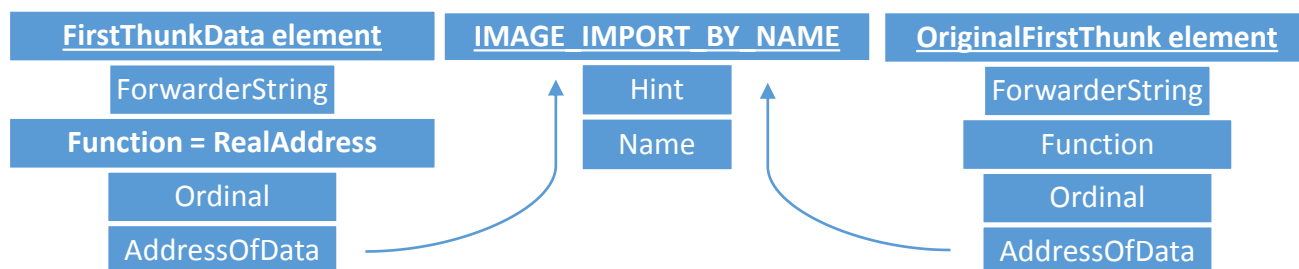 FirstThunkData element
ForwarderString
Function = RealAddress
Ordinal
AddressOfData
IMAGE_IMPORT_BY_NAME
Hint
Name
OriginalFirstThunk element
ForwarderString
Function
Ordinal
AddressOfData